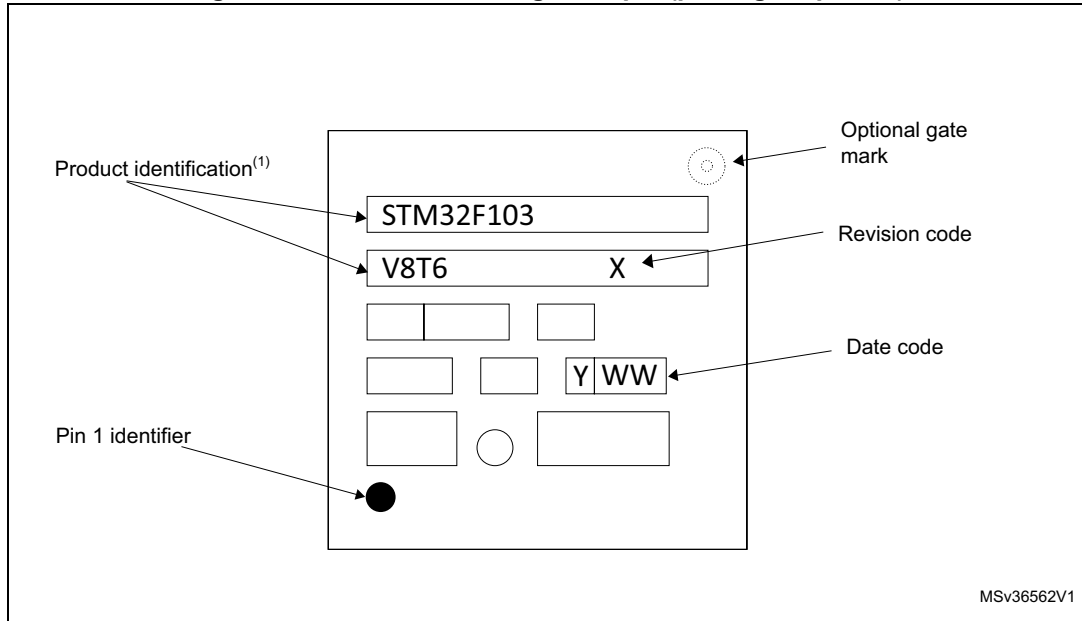 Optional gate
mark
Product identification(1)
STM32F103
Revision code
V8T6 X
Date code
Y WW
Pin 1 identifier
MSv36562V1